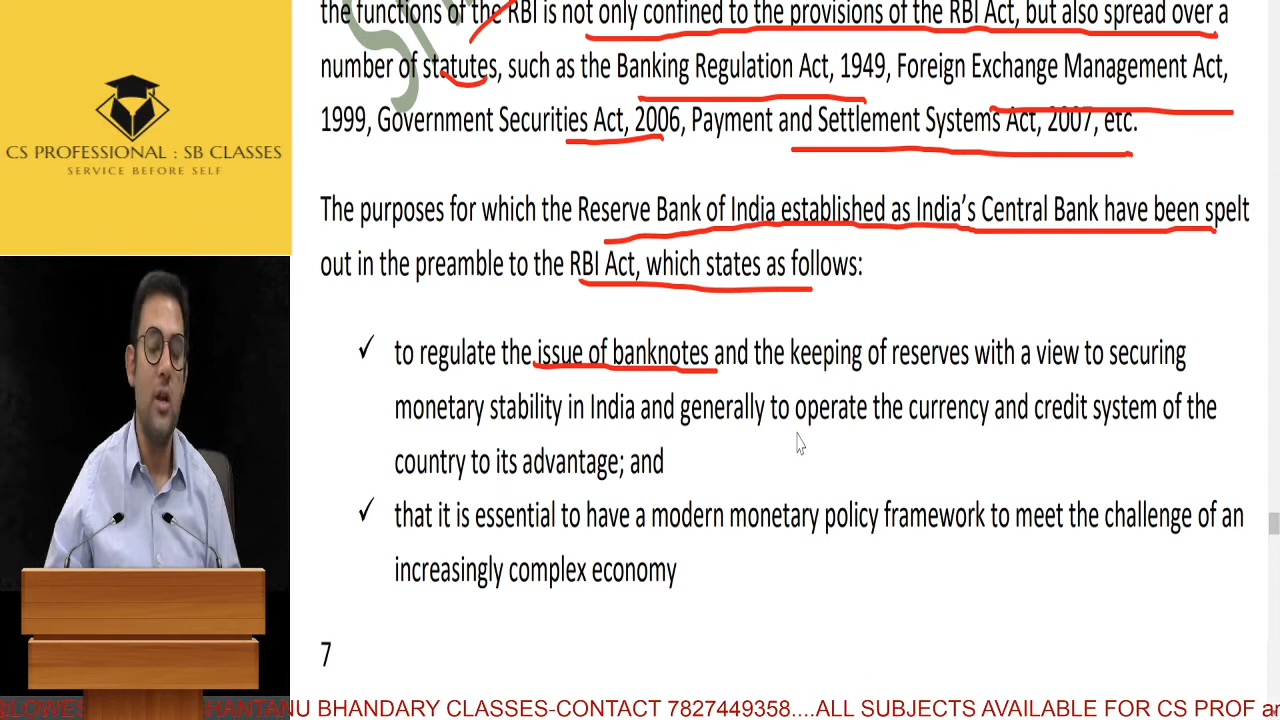 the functions of the RBI is not only confined to the provisions of the RBI Act, but also spread over a
number of statutes, such as the Banking Regulation Act, 1949, Foreign Exchange Management Act,
1999, Government Securities Act, 2006, Payment and Settlement Systems Act, 2007, etc.
CS PROFESSIONAL : SB CLASSES
SERVICE BEFORE SELF
The purposes for which the Reserve Bank of India established as India's Central Bank have been spelt
out in the preamble to the RBI Act, which states as follows:
✓ to regulate the issue of banknotes and the keeping of reserves with a view to securing
monetary stability in India and generally to operate the currency and credit system of the
country to its advantage; and
✓ that it is essential to have a modern monetary policy framework to meet the challenge of an
increasingly complex economy
7
HANTANU BHANDARY CLASSES-CONTACT 7827449358....ALL SUBJECTS AVAILABLE FOR CS PROF